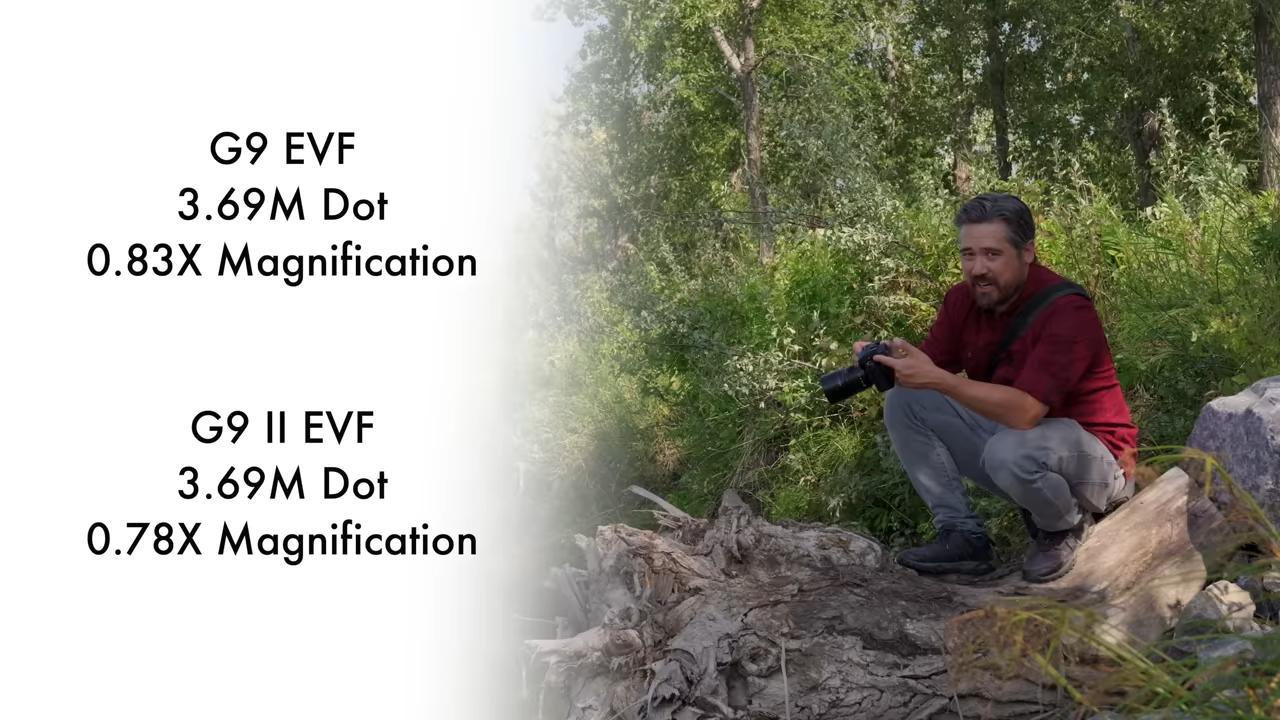 G9 EVF
3.69M Dot
0.83X Magnification
G9 II EVF
3.69M Dot
0.78X Magnification